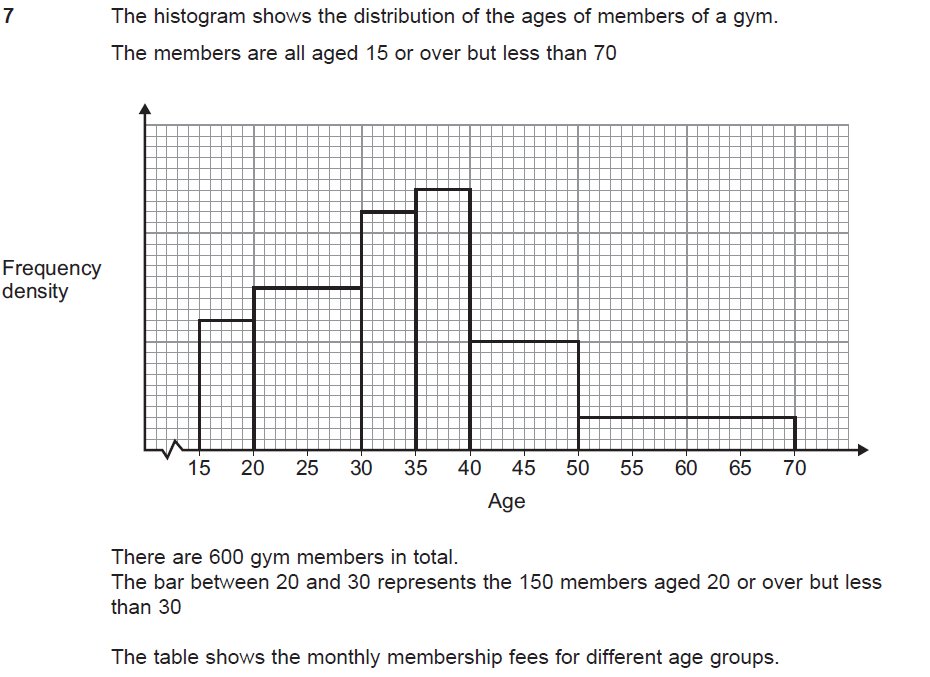 7 The histogram shows the distribution of the ages of members of a gym.
The members are all aged 15 or over but less than 70
Frequency
density
15 20 25 30 35 40 45 50 55 60 65 70
Age
There are 600 gym members in total.
The bar between 20 and 30 represents the 150 members aged 20 or over but less
than 30
The table shows the monthly membership fees for different age groups.